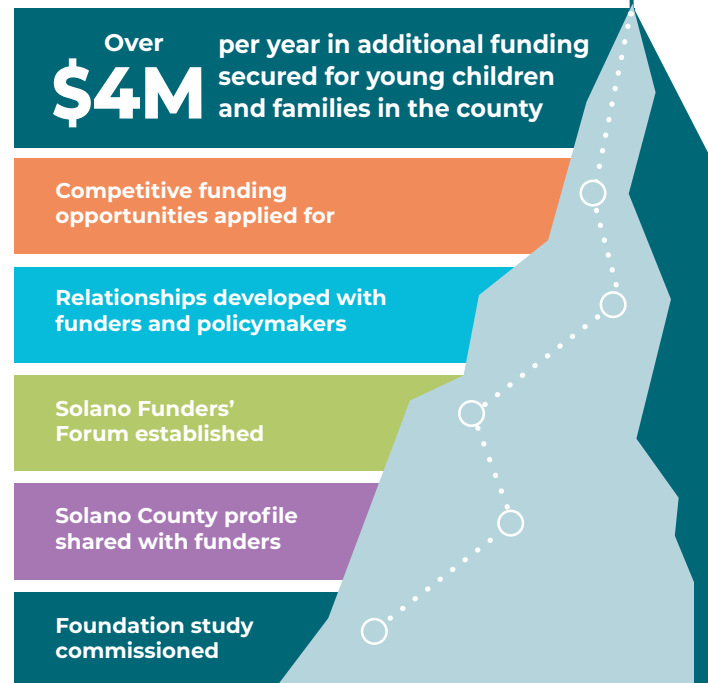 Over
$4M
per year in additional funding
secured for young children
and families in the county
Competitive funding
opportunities applied for
Relationships developed with
funders and policymakers
Solano Funders’
Forum established
Solano County profile
shared with funders
Foundation study
commissioned